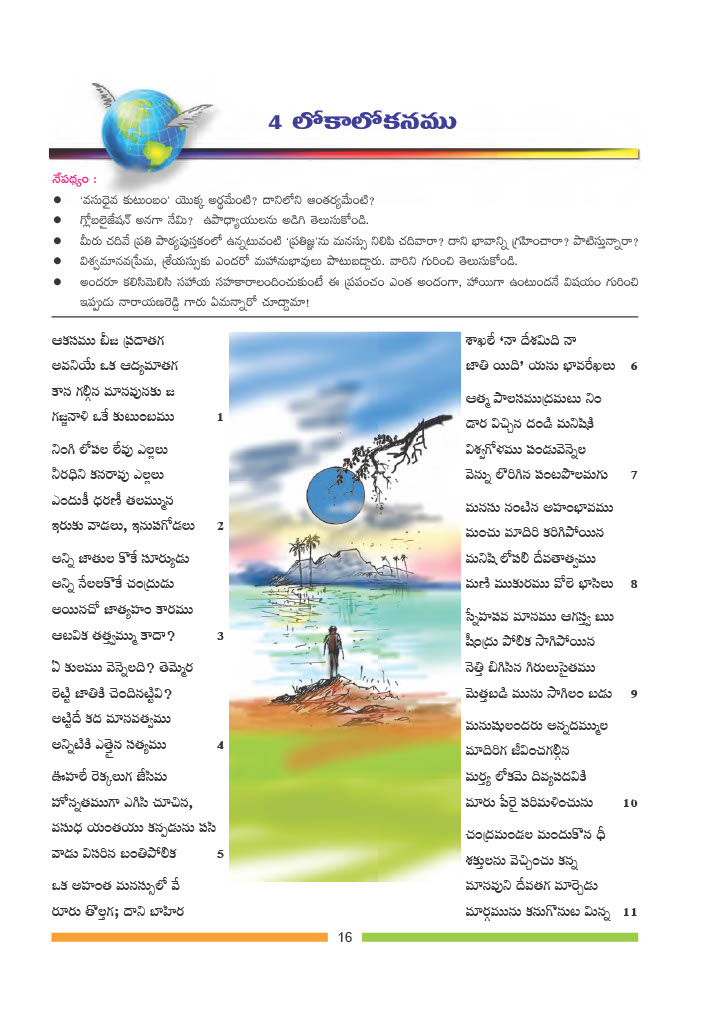 4 లోకాలోకనము
నేపథ్యం :
● 'వసుధైవ కుటుంబం' యొక్క అర్థమేంటి? దానిలోని ఆంతర్యమేంటి?
● గ్లోబలైజేషన్ అనగా నేమి? ఉపాధ్యాయులను అడిగి తెలుసుకోండి.
● మీరు చదివే ప్రతి పాఠ్యపుస్తకంలో ఉన్నటువంటి 'ప్రతిజ్ఞ'ను మనస్సు నిలిపి చదివారా? దాని భావాన్ని గ్రహించారా? పాటిస్తున్నారా?
● విశ్వమానవప్రేమ, శ్రేయస్సుకు ఎందరో మహానుభావులు పాటుబడ్డారు. వారిని గురించి తెలుసుకోండి.
● అందరూ కలిసిమెలిసి సహాయ సహకారాలందించుకుంటే ఈ ప్రపంచం ఎంత అందంగా, హాయిగా ఉంటుందనే విషయం గురించి
ఇప్పుడు నారాయణరెడ్డి గారు ఏమన్నారో చూద్దామా!
ఆకసము బీజ ప్రదాతగ
అవనియే ఒక ఆద్యమాతగ
కాన గల్గిన మానవునకు జ
గజ్జనాళి ఒకే కుటుంబము 1
నింగి లోపల లేవు ఎల్లలు
నీరధిని కనరావు ఎల్లలు
ఎందుకీ ధరణీ తలమ్మున
ఇరుకు వాడలు, ఇనుపగోడలు 2
అన్ని జాతుల కొకే సూర్యుడు
అన్ని నేలలకొకే చంద్రుడు
అయినచో జాత్యహం కారము
ఆటవిక తత్త్వమ్ము కాదా? 3
ఏ కులము వెన్నెలది? తెమ్మెర
లెట్టి జాతికి చెందినట్టివి?
అట్టిదే కద మానవత్వము
అన్నిటికి ఎత్తైన సత్యము 4
ఊహలే రెక్కలుగ జేసిమ
హోన్నతముగా ఎగిసి చూచిన,
వసుధ యంతయు కన్పడును పసి
వాడు విసరిన బంతిపోలిక 5
ఒక అహంత మనస్సులో వే
రూరు తొల్తగ; దాని బాహిర
శాఖలే 'నా దేశమిది నా
జాతి యిది' యను భావరేఖలు 6
ఆత్మ పాలసముద్రమటు నిం
డార విచ్చిన దండి మనిషికి
విశ్వగోళము పండువెన్నెల
వెన్ను లొరిగిన పంటపొలమగు 7
మనసు నంటిన అహంభావము
మంచు మాదిరి కరిగిపోయిన
మనిషి లోపలి దేవతాత్వము
మణి ముకురము వోలె భాసిలు 8
స్నేహపవ మానము ఆగస్త్య ఋ
షీంద్రు పోలిక సాగిపోయిన
నెత్తి బిగిసిన గిరులుసైతము
మెత్తబడి మును సాగిలం బడు 9
మనుషులందరు అన్నదమ్ముల
మాదిరిగ జీవించగల్గిన
మర్త్య లోకమె దివ్యపదవికి
మారు పేరై పరిమళించును 10
చంద్రమండల మందుకొన ధీ
శక్తులను వెచ్చించు కన్న
మానవుని దేవతగ మార్చెడు
మార్గమును కనుగొనుట మిన్న 11
16